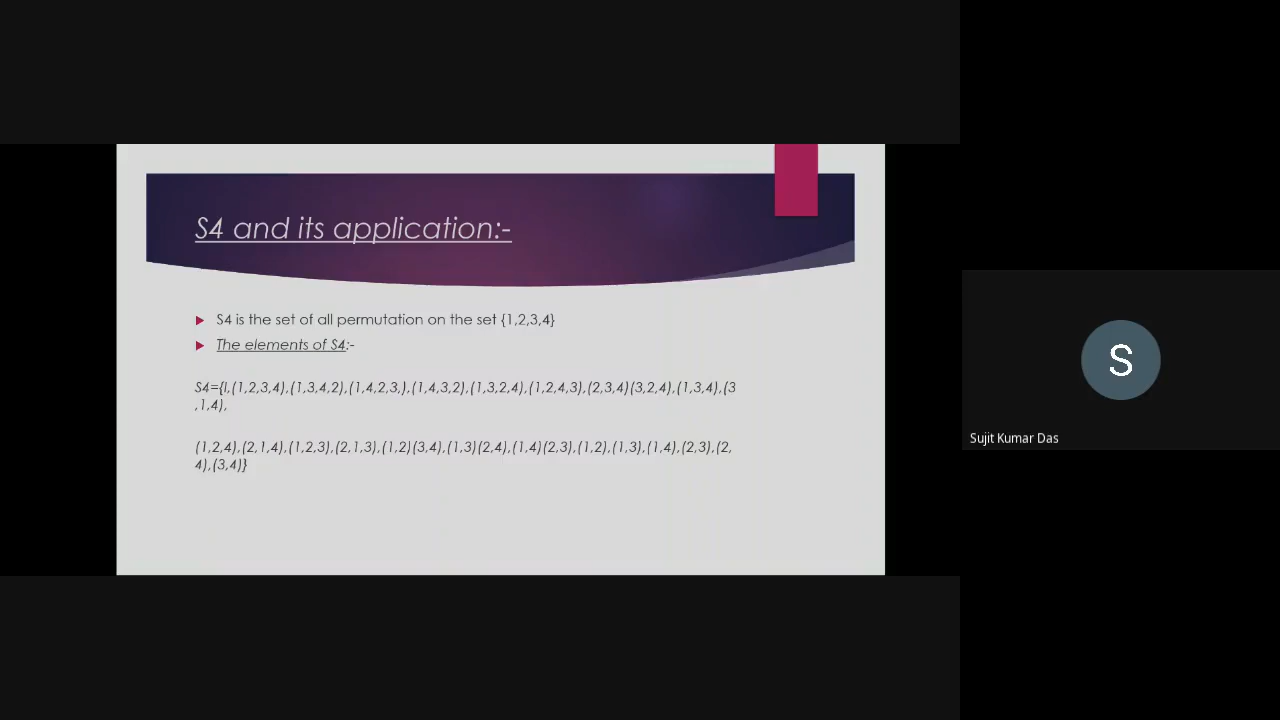 S4 and its application:-
S4 is the set of all permutation on the set {1,2,3,4}
The elements of S4:-
S4={I,(1,2,3,4),(1,3,4,2),(1,4,2,3,),(1,4,3,2),(1,3,2,4),(1,2,4,3),(2,3,4)(3,2,4),(1,3,4),(3
,1,4),
(1,2,4),(2,1,4),(1,2,3),(2,1,3),(1,2)(3,4),(1,3)(2,4),(1,4)(2,3),(1,2),(1,3),(1,4),(2,3),(2,
4),(3,4)}
S
Sujit Kumar Das